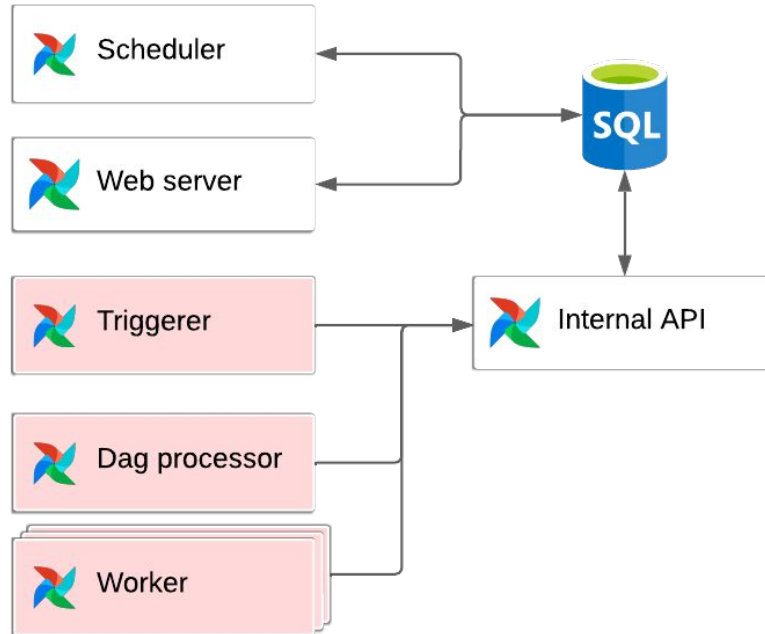 Scheduler
SQL
Web server
Triggerer
Internal API
Dag processor
Worker